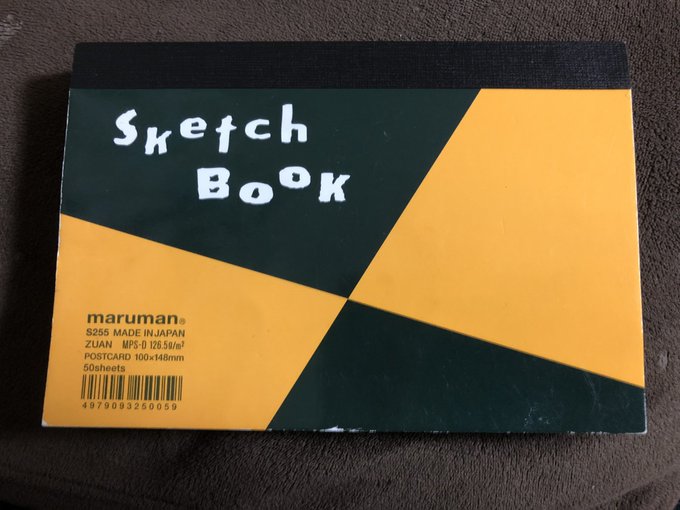 Sketch
BOOK
maruman®
S255 MADE IN JAPAN
ZUAN MPS-D 126.5g/m²
POSTCARD 100×148mm
50sheets
4979093250059